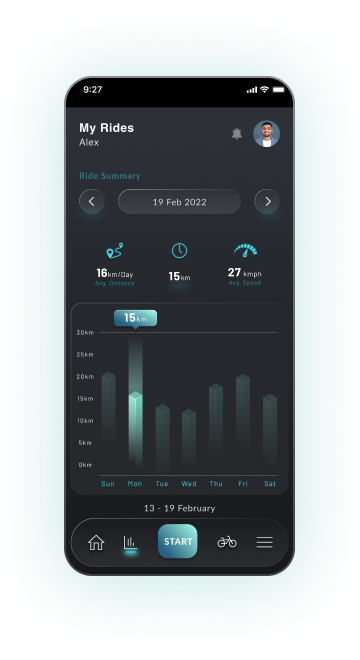 9:27
My Rides
Alex
Ride Summary
19 Feb 2022
16km/Day
Avg. Distance
15km
27 kmph
Avg. Speed
15km
30km
25km
20km
15km
10km
5km
0km
Sun Mon Tue Wed Thu Fri Sat
13 - 19 February
START